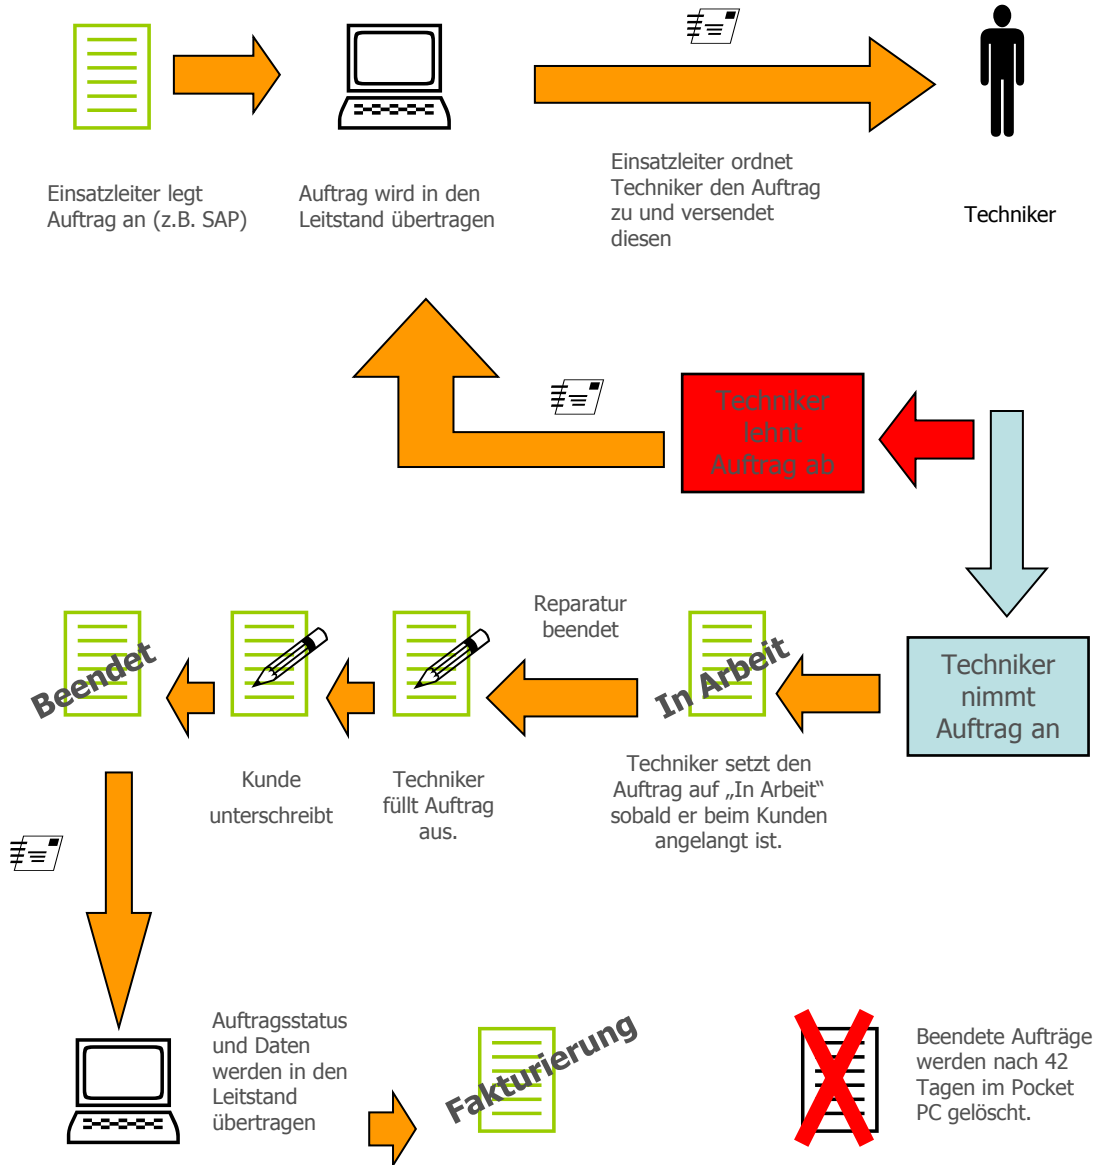 Einsatzleiter legt
Auftrag an (z.B. SAP)
Auftrag wird in den
Leitstand übertragen
Einsatzleiter ordnet
Techniker den Auftrag
zu und versendet
diesen
Techniker
Techniker
lehnt
Auftrag ab
Techniker
nimmt
Auftrag an
In Arbeit
Techniker setzt den
Auftrag auf „In Arbeit“
sobald er beim Kunden
angelangt ist.
Reparatur
beendet
Techniker
füllt Auftrag
aus.
Kunde
unterschreibt
Beendet
Auftragsstatus
und Daten
werden in den
Leitstand
übertragen
Fakturierung
Beendete Aufträge
werden nach 42
Tagen im Pocket
PC gelöscht.